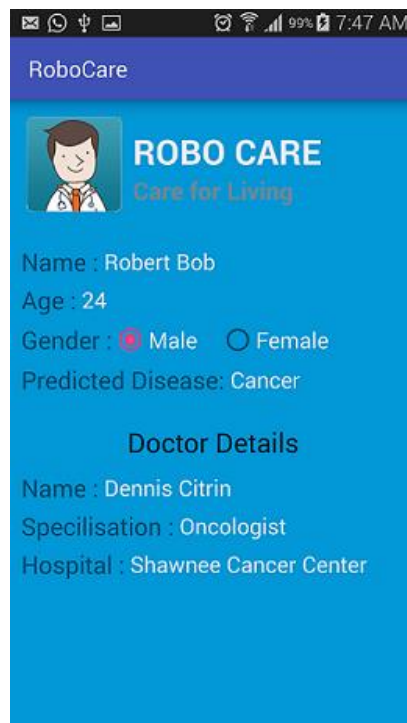 99% 7:47 AM
RoboCare
ROBO CARE
Care for Living
Name : Robert Bob
Age : 24
Gender : Male Female
Predicted Disease: Cancer
Doctor Details
Name : Dennis Citrin
Specilisation : Oncologist
Hospital : Shawnee Cancer Center